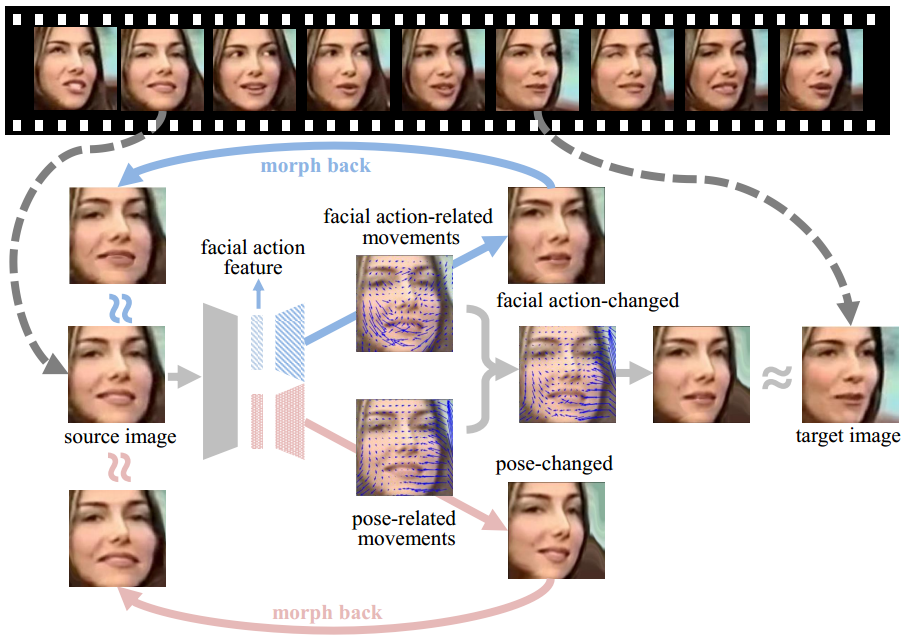 morph back
facial action-related
movements
facial action
feature
facial action-changed
source image
target image
pose-changed
pose-related
movements
morph back